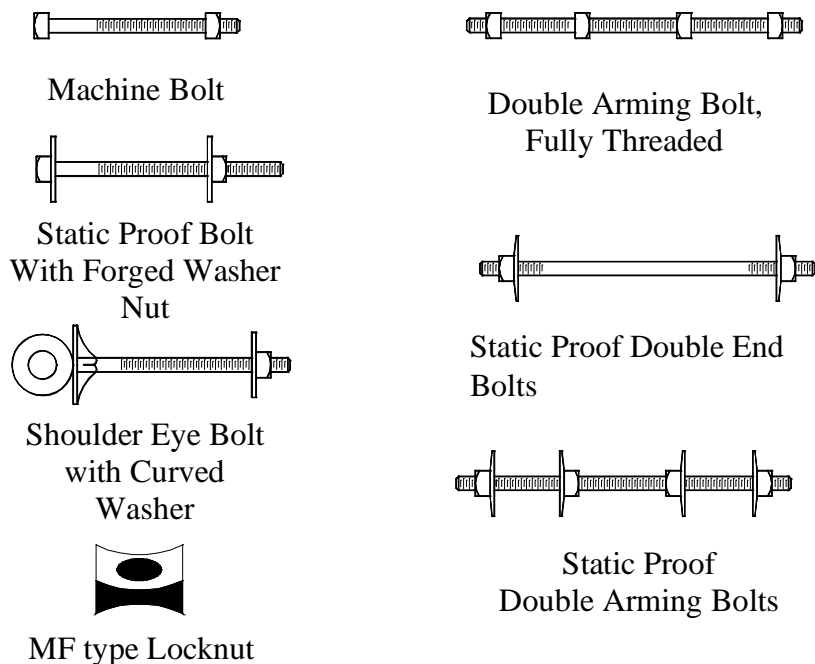 Machine Bolt
Double Arming Bolt,
Fully Threaded
Static Proof Bolt
With Forged Washer
Nut
Static Proof Double End
Bolts
Shoulder Eye Bolt
with Curved
Washer
Static Proof
Double Arming Bolts
MF type Locknut